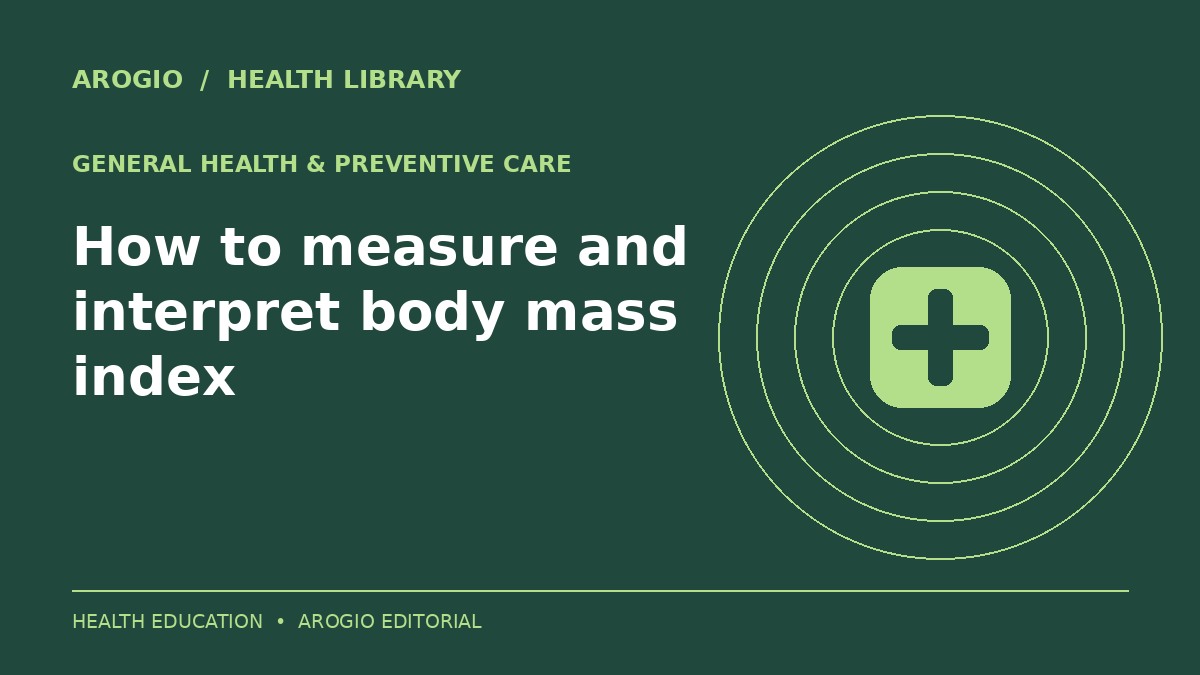 AROGIO / HEALTH LIBRARY
GENERAL HEALTH & PREVENTIVE CARE
How to measure and
interpret body mass
index
HEALTH EDUCATION • AROGIO EDITORIAL